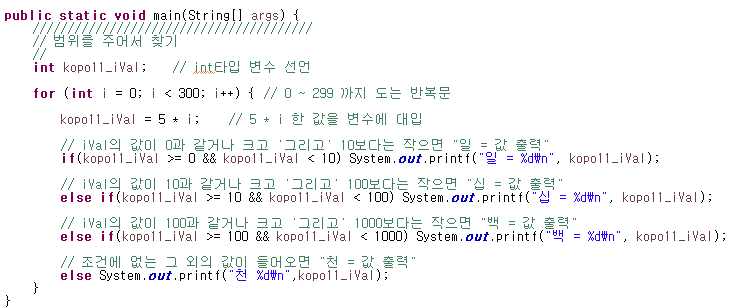 public static void main(String[] args) {
////////////////////////////////////////
// 범위를 주어서 찾기
//
int kopo11_iVal;   // int타입 변수 선언
for (int i = 0; i < 300; i++) { // 0 ~ 299 까지 도는 반복문
kopo11_iVal = 5 * i;    // 5 * i 한 값을 변수에 대입
// iVal의 값이 0과 같거나 크고 '그리고' 10보다는 작으면 "일 = 값 출력"
if(kopo11_iVal >= 0 && kopo11_iVal < 10) System.out.printf("일 = %d\n", kopo11_iVal);
// iVal의 값이 10과 같거나 크고 '그리고' 100보다는 작으면 "십 = 값 출력"
else if(kopo11_iVal >= 10 && kopo11_iVal < 100) System.out.printf("십 = %d\n", kopo11_iVal);
// iVal의 값이 100과 같거나 크고 '그리고' 1000보다는 작으면 "백 = 값 출력"
else if(kopo11_iVal >= 100 && kopo11_iVal < 1000) System.out.printf("백 = %d\n", kopo11_iVal);
// 조건에 없는 그 외의 값이 들어오면 "천 = 값 출력"
else System.out.printf("천 %d\n",kopo11_iVal);
}
}